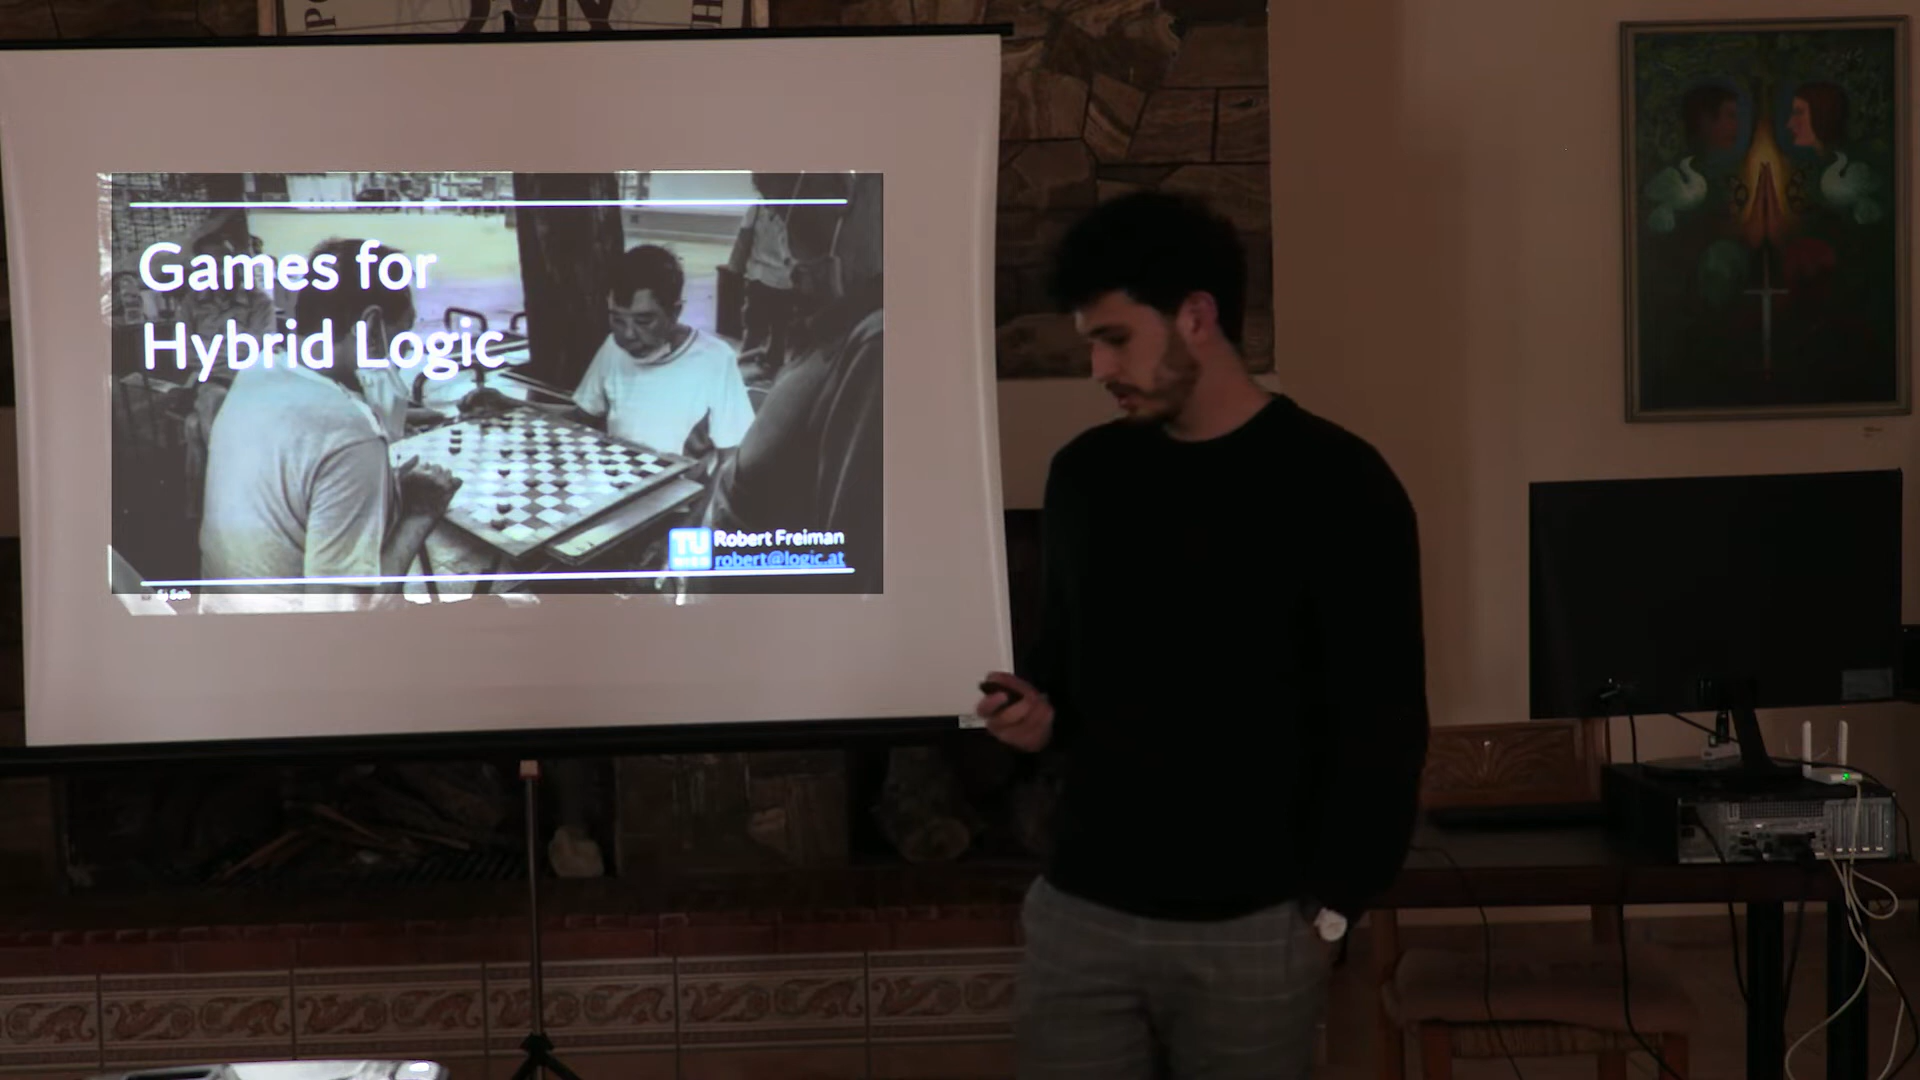 Games for
Hybrid Logic
TU
Robert Freiman
robert@logic.at